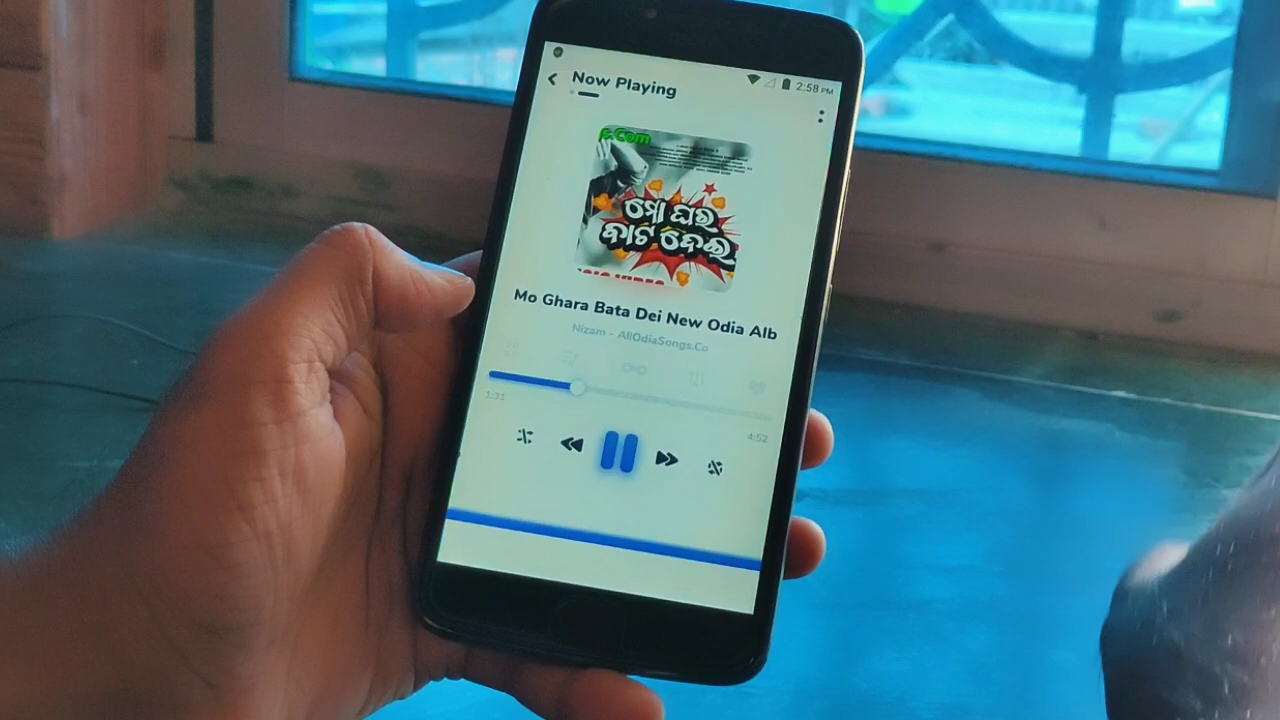 Now Playing
2:58 PM
s.Com
ମୋ ଘର
ବାଟ ଦେଇ
Mo Ghara Bata Dei New Odia Alb
Nizam - AllOdiaSongs.Co
1:31
4:52